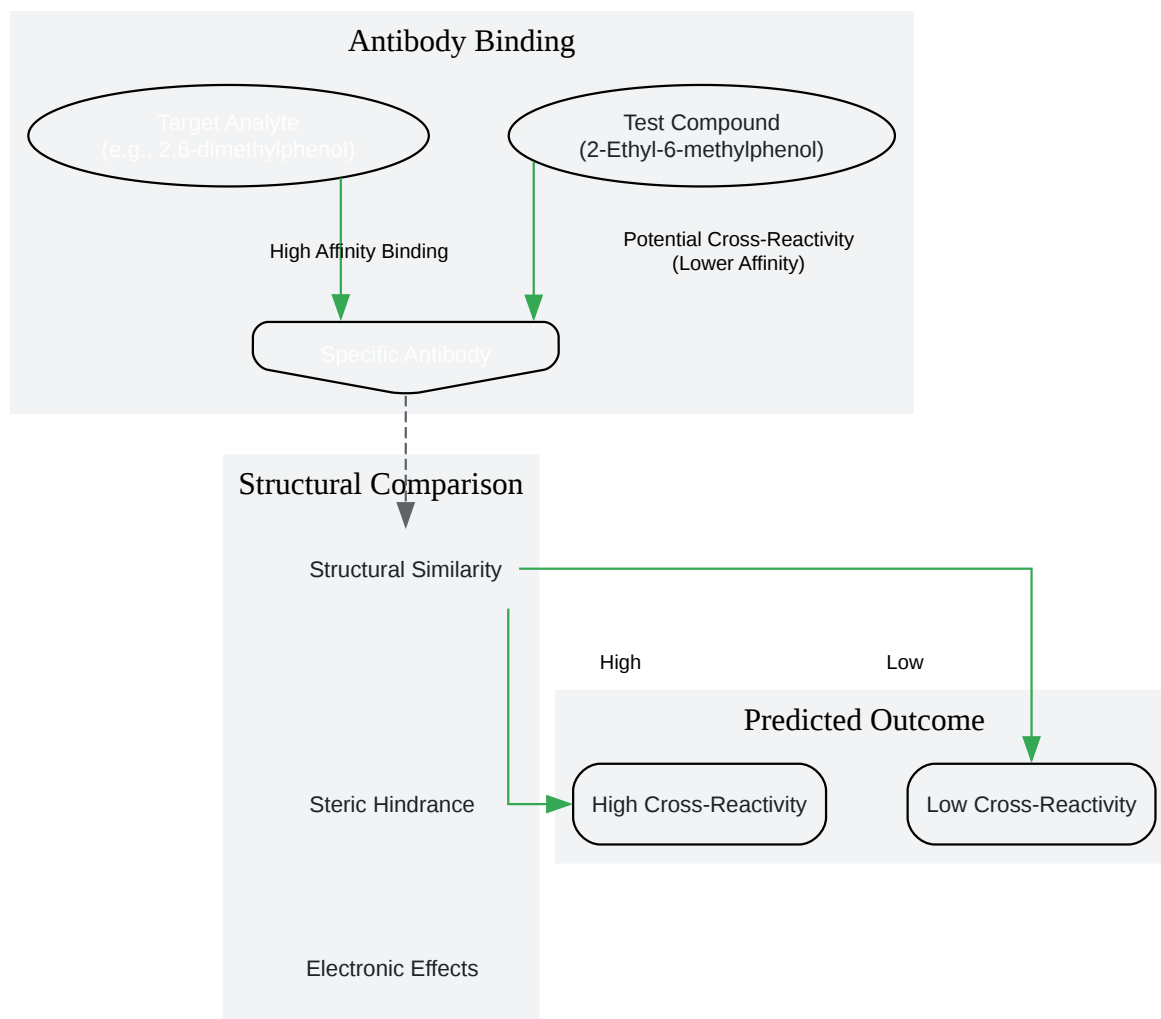 Antibody Binding
Target Analyte
(e.g., 2,6-dimethylphenol)
Test Compound
(2-Ethyl-6-methylphenol)
High Affinity Binding
Potential Cross-Reactivity
(Lower Affinity)
Specific Antibody
Structural Comparison
Structural Similarity
High
Low
Predicted Outcome
Steric Hindrance
High Cross-Reactivity
Low Cross-Reactivity
Electronic Effects